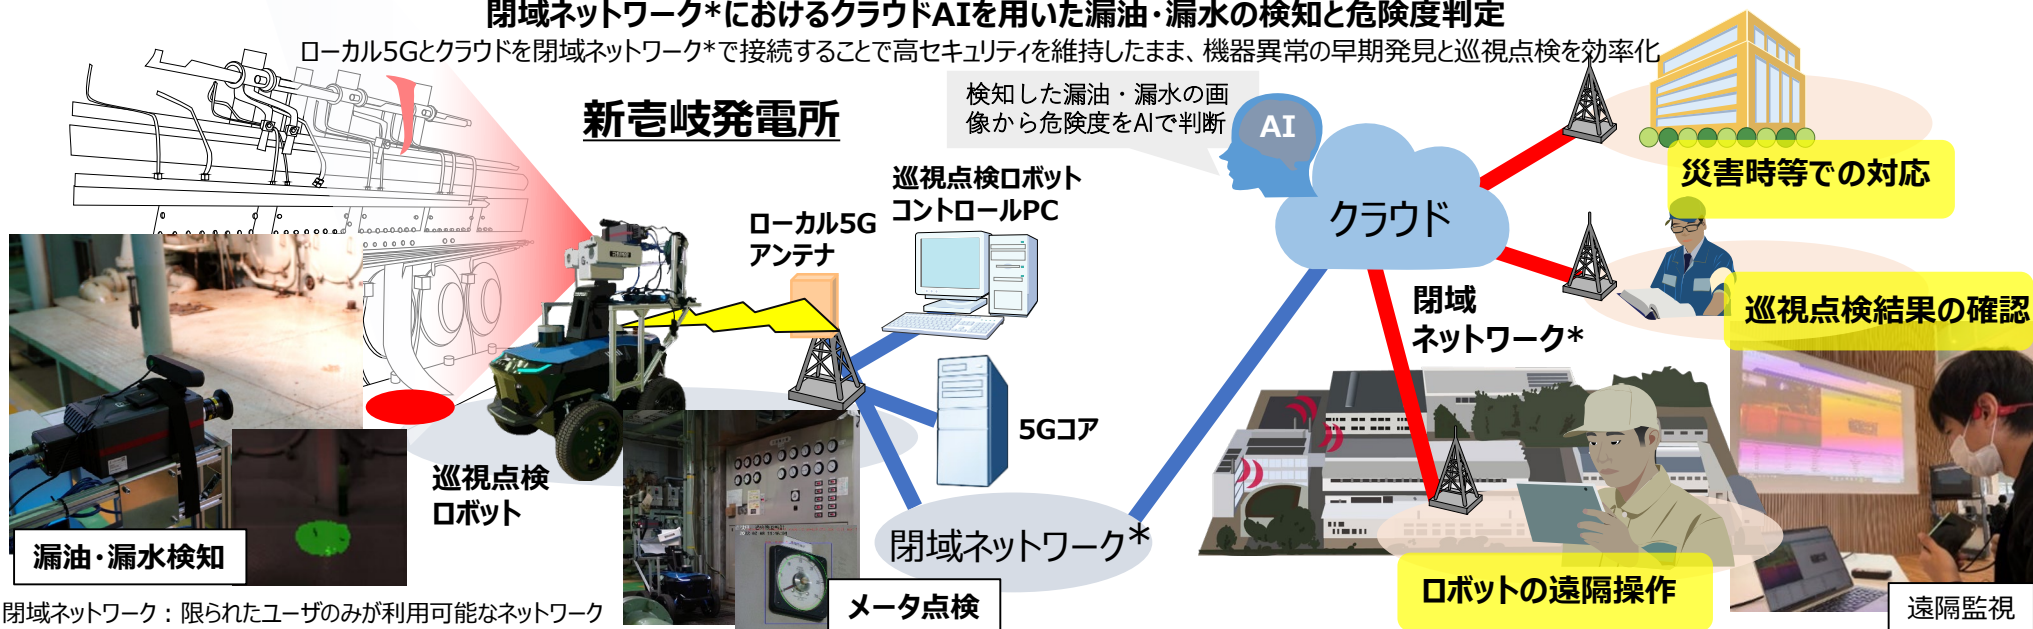 閉域ネットワーク*におけるクラウドAIを用いた漏油・漏水の検知と危険度判定
ローカル5Gとクラウドを閉域ネットワーク*で接続することで高セキュリティを維持したまま、機器異常の早期発見と巡視点検を効率化
新壱岐発電所
検知した漏油・漏水の画
像から危険度をAIで判断
AI
クラウド
災害時等での対応
巡視点検ロボット
コントロールPC
ローカル5G
アンテナ
巡視点検結果の確認
閉域
ネットワーク*
5Gコア
巡視点検
ロボット
閉域ネットワーク*
漏油・漏水検知
メータ点検
ロボットの遠隔操作
遠隔監視
閉域ネットワーク：限られたユーザのみが利用可能なネットワーク